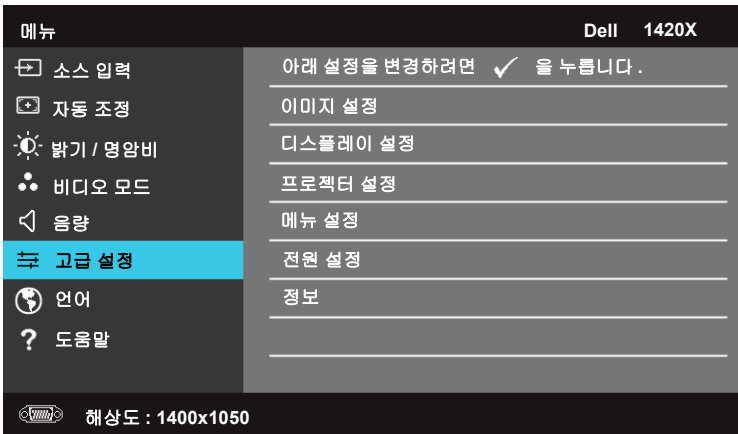 메뉴
Dell 1420X
소스 입력
자동 조정
밝기 / 명암비
비디오 모드
음량
고급 설정
언어
? 도움말
아래 설정을 변경하려면 ✓ 을 누릅니다 .
이미지 설정
디스플레이 설정
프로젝터 설정
메뉴 설정
전원 설정
정보
해상도 : 1400x1050